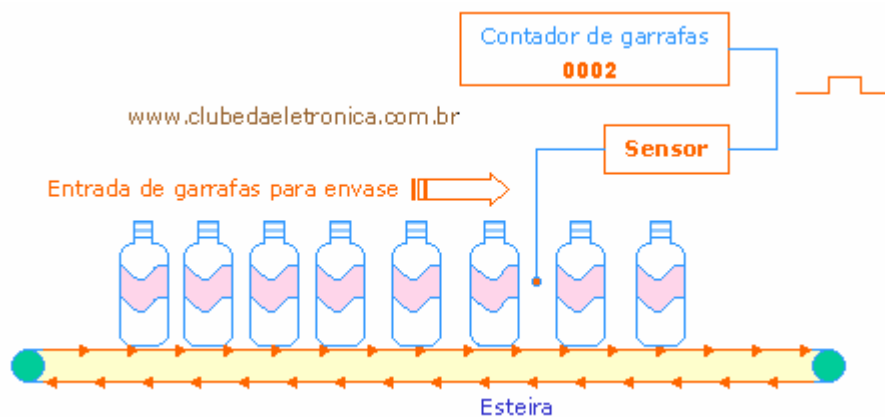 Contador de garrafas
0002
www.clubedaeletronica.com.br
Sensor
Entrada de garrafas para envase
Esteira